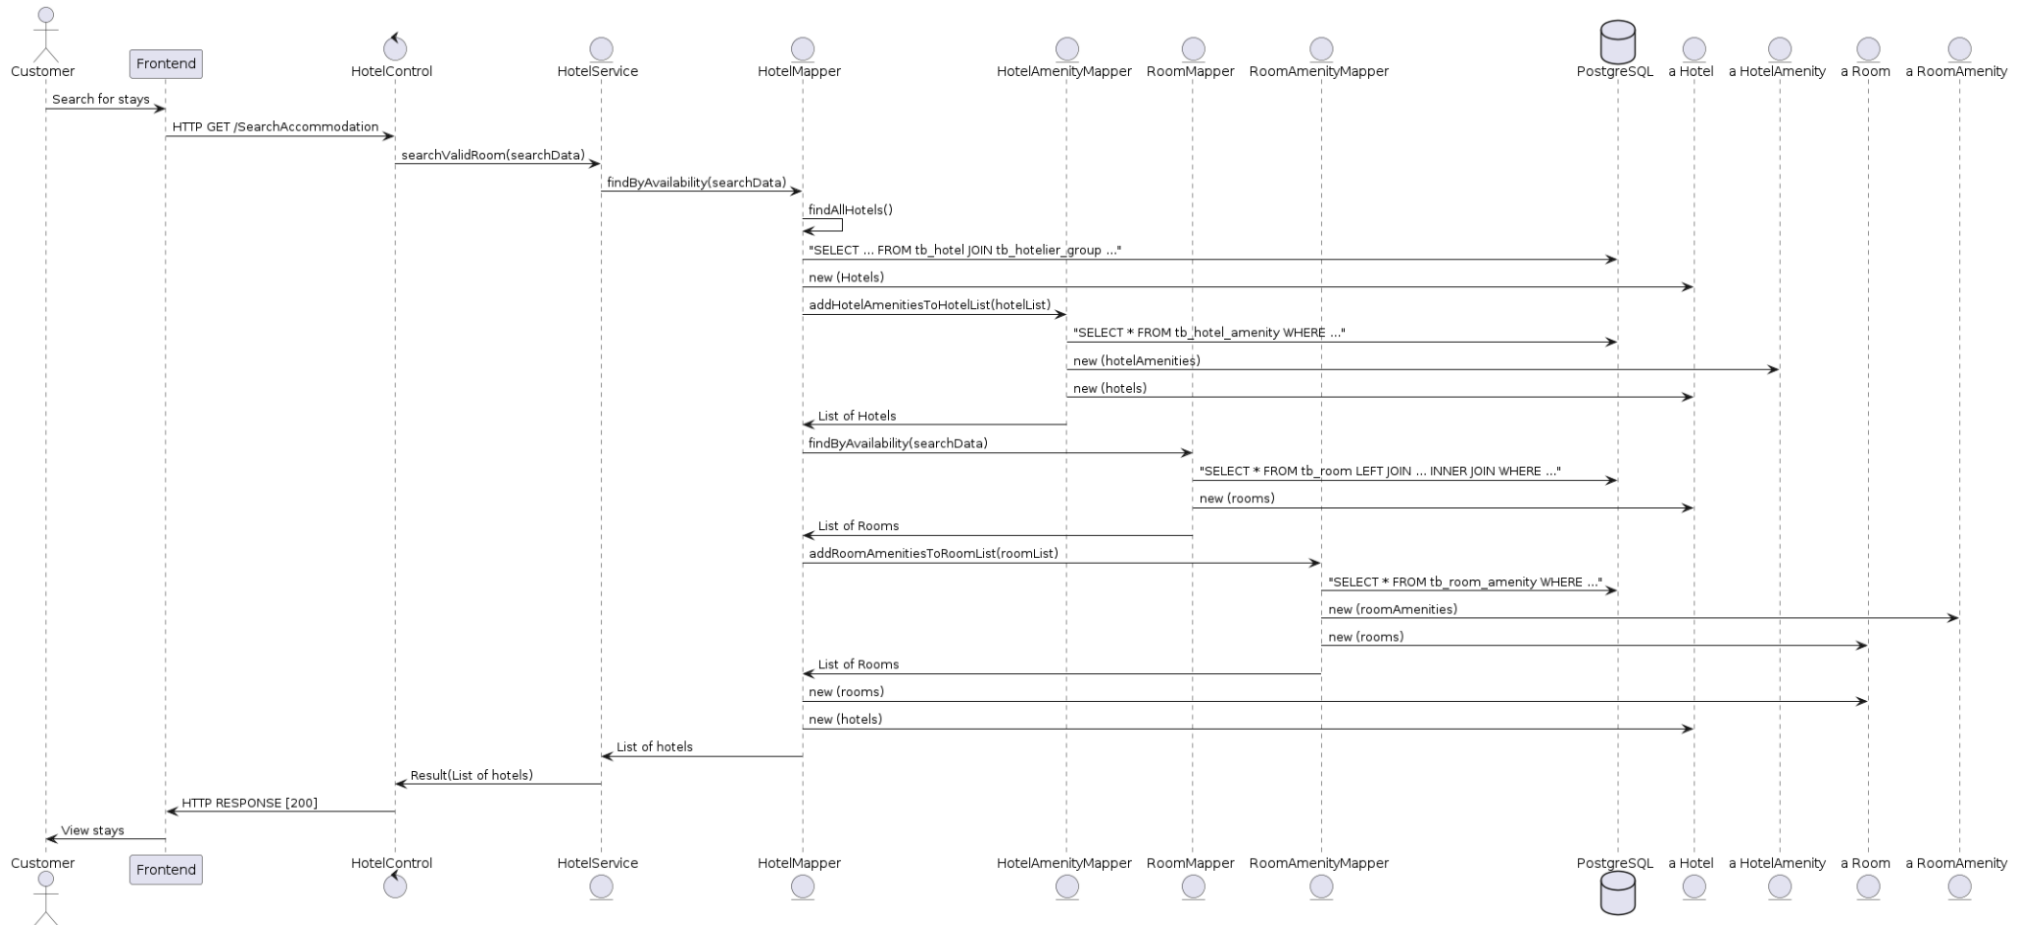 Customer
Frontend
HotelControl
HotelService
HotelMapper
HotelAmenityMapper
RoomMapper
RoomAmenityMapper
PostgreSQL
a Hotel
a HotelAmenity
a Room
a RoomAmenity
Search for stays
HTTP GET /SearchAccommodation
searchValidRoom(searchData)
findByAvailability(searchData)
findAllHotels()
"SELECT ... FROM tb_hotel JOIN tb_hotelier_group ..."
new (Hotels)
addHotelAmenitiesToHotelList(hotelList)
"SELECT * FROM tb_hotel_amenity WHERE ..."
new (hotelAmenities)
new (hotels)
List of Hotels
findByAvailability(searchData)
"SELECT * FROM tb_room LEFT JOIN ... INNER JOIN WHERE ..."
new (rooms)
List of Rooms
addRoomAmenitiesToRoomList(roomList)
"SELECT * FROM tb_room_amenity WHERE ..."
new (roomAmenities)
new (rooms)
List of Rooms
new (rooms)
new (hotels)
List of hotels
Result(List of hotels)
HTTP RESPONSE [200]
View stays
Customer
Frontend
HotelControl
HotelService
HotelMapper
HotelAmenityMapper
RoomMapper
RoomAmenityMapper
PostgreSQL
a Hotel
a HotelAmenity
a Room
a RoomAmenity